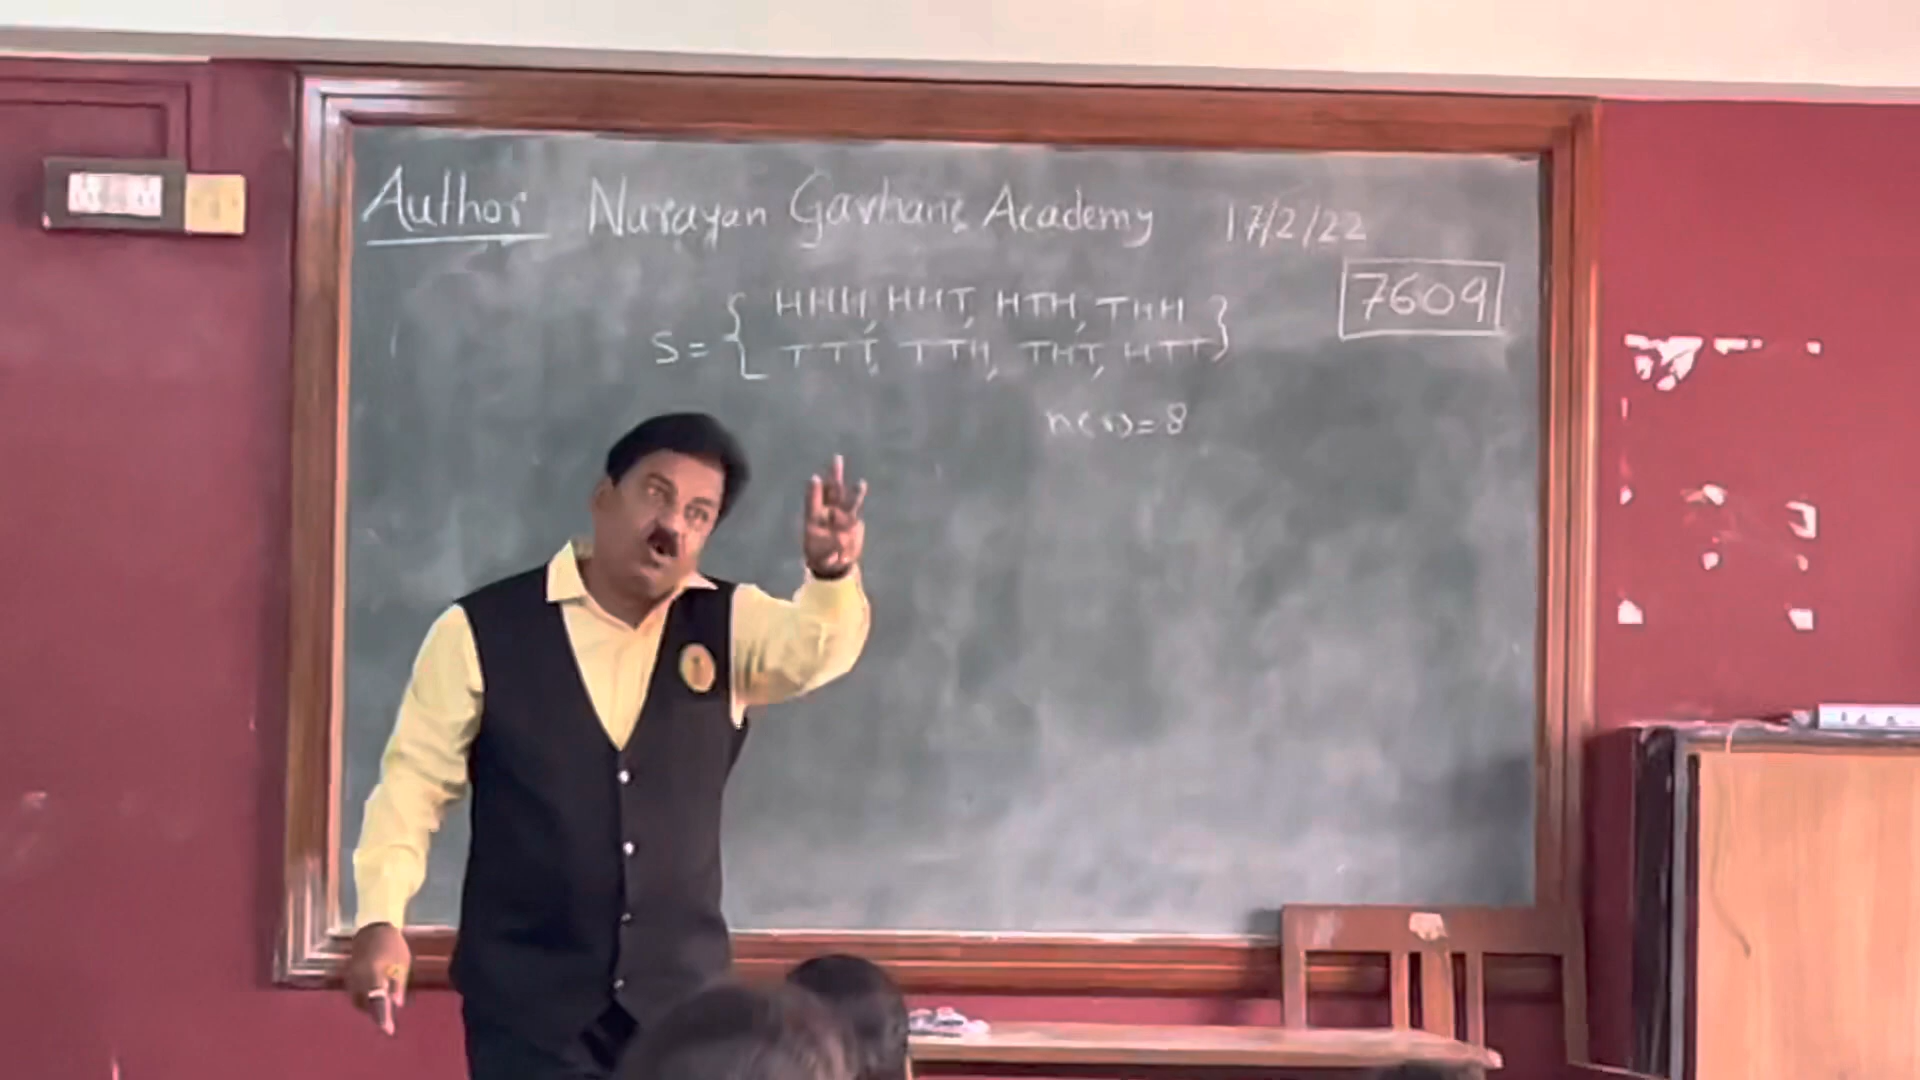 Author Narayan Gavhane Academy 17/2/22
7609
S = { HHH, HHT, HTH, THH
TTT, TTH, THT, HTT }
n(s) = 8